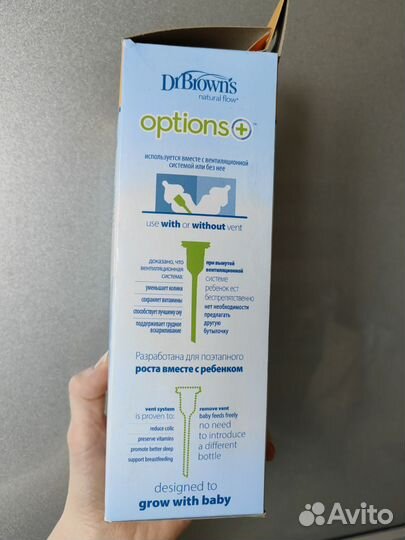 Dr Brown's
natural flow®
options+™
используется вместе с вентиляционной
системой или без нее
use with or without vent
доказано, что
вентиляционная
система:
уменьшает колики
сохраняет витамины
способствует лучшему сну
поддерживает грудное
вскармливание
при вынутой
вентиляционной
системе
ребенок ест
беспрепятственно
нет необходимости
предлагать
другую
бутылочку
Разработана для поэтапного
роста вместе с ребенком
vent system
is proven to:
reduce colic
preserve vitamins
promote better sleep
support breastfeeding
remove vent
baby feeds freely
no need
to introduce
a different
bottle
designed to
grow with baby
Avito